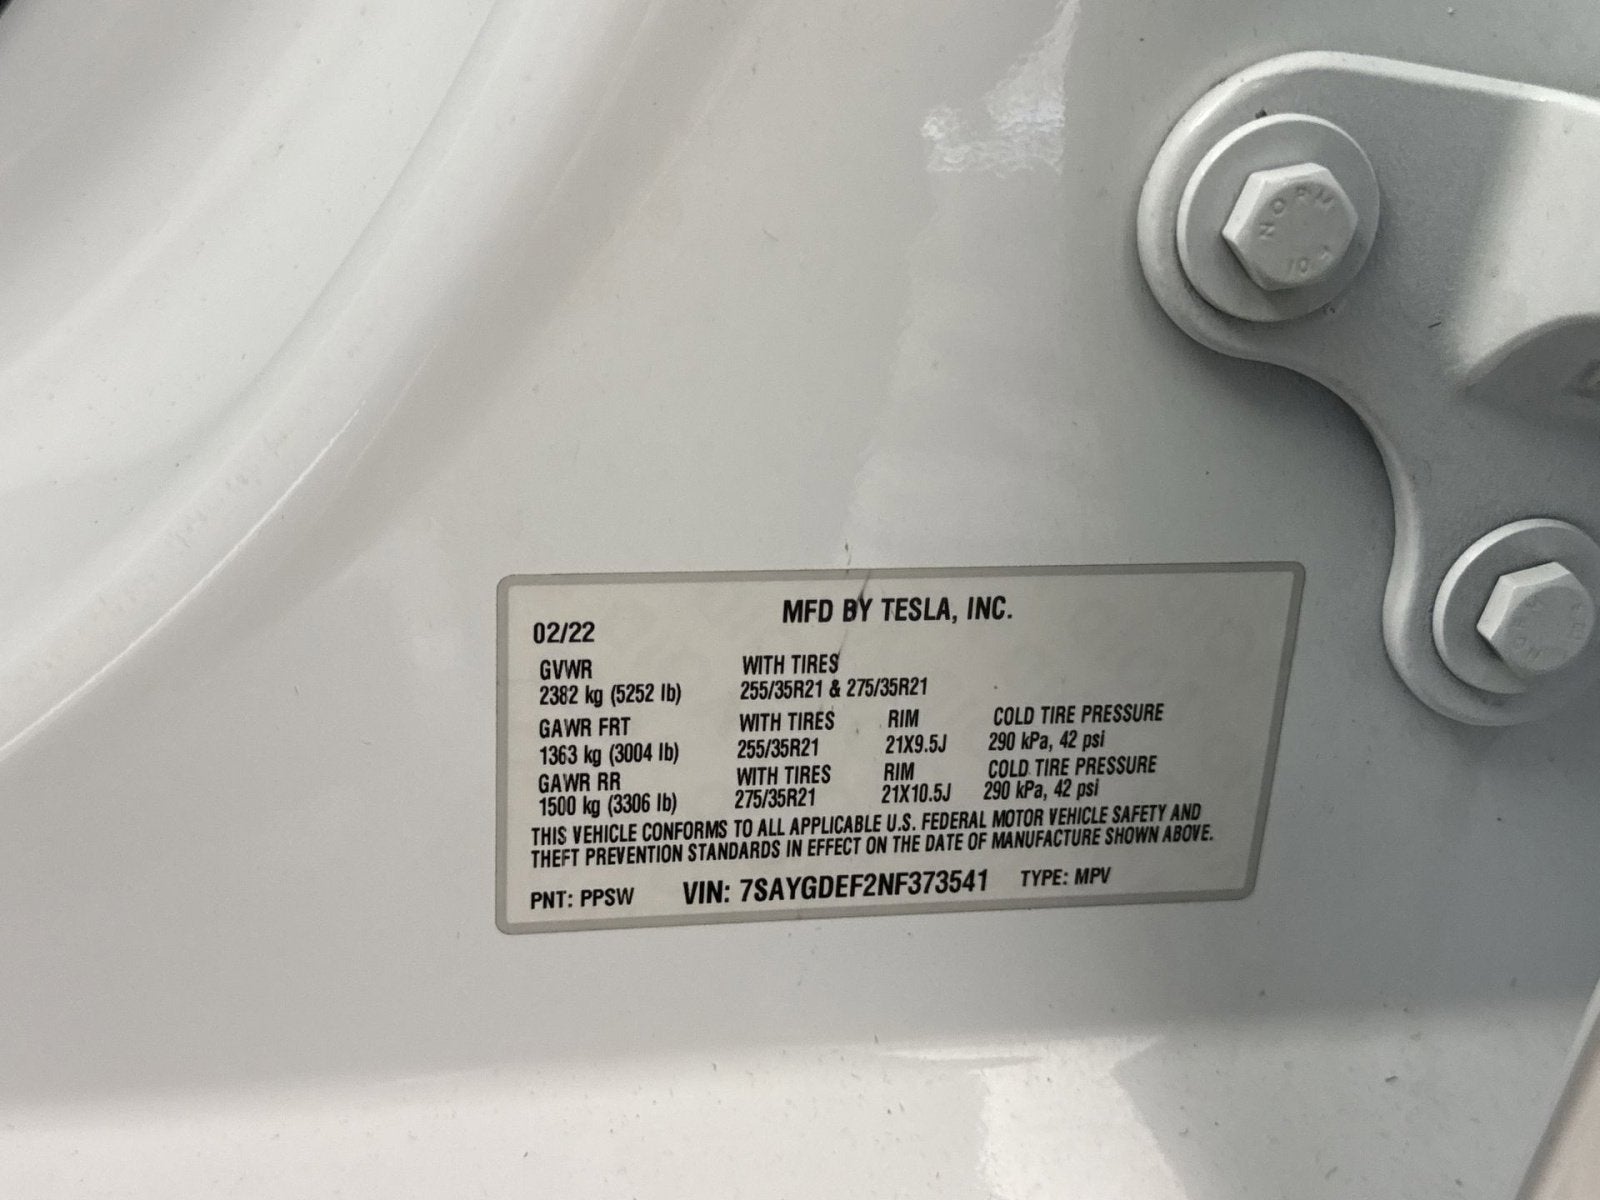 NORM
10.9
MFD BY TESLA, INC.
02/22
GVWR WITH TIRES
2382 kg (5252 lb) 255/35R21 & 275/35R21
GAWR FRT WITH TIRES RIM COLD TIRE PRESSURE
1363 kg (3004 lb) 255/35R21 21X9.5J 290 kPa, 42 psi
GAWR RR WITH TIRES RIM COLD TIRE PRESSURE
1500 kg (3306 lb) 275/35R21 21X10.5J 290 kPa, 42 psi
THIS VEHICLE CONFORMS TO ALL APPLICABLE U.S. FEDERAL MOTOR VEHICLE SAFETY AND
THEFT PREVENTION STANDARDS IN EFFECT ON THE DATE OF MANUFACTURE SHOWN ABOVE.
PNT: PPSW VIN: 7SAYGDEF2NF373541 TYPE: MPV